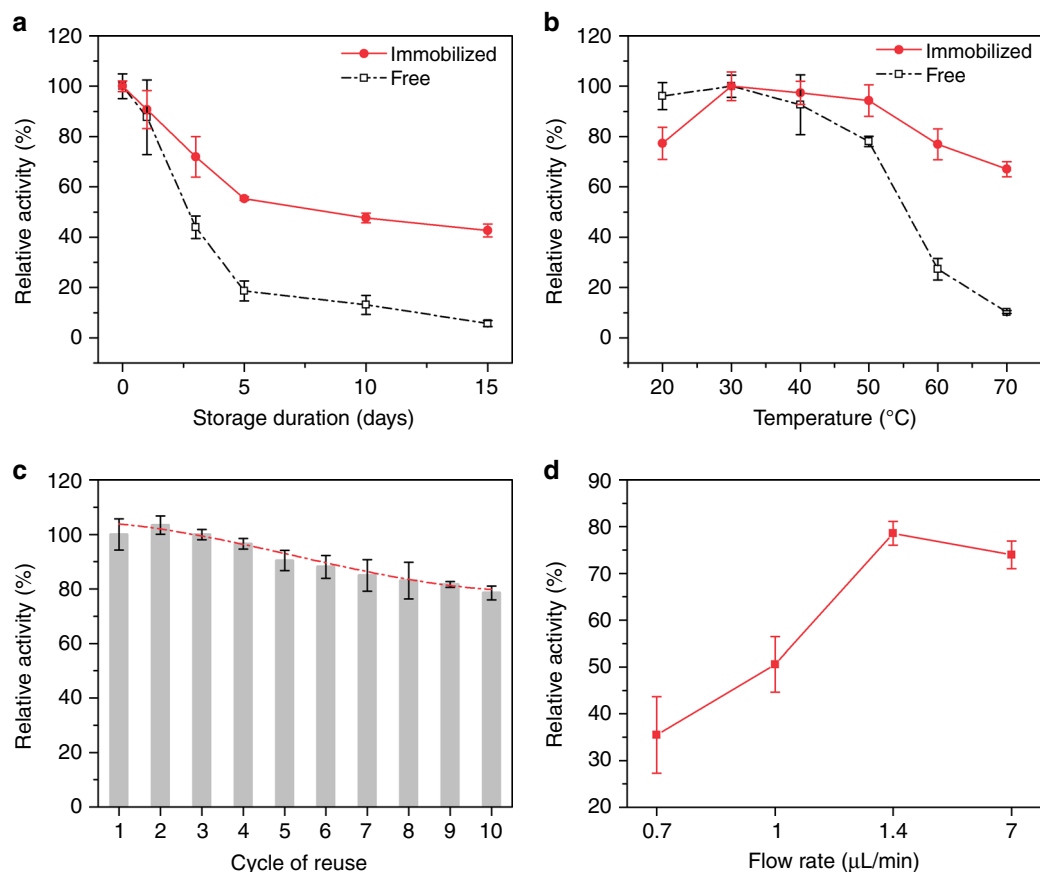 a
120
100
80
60
40
20
0
Relative activity (%)
Immobilized
Free
0 5 10 15
Storage duration (days)
b
120
100
80
60
40
20
0
Relative activity (%)
Immobilized
Free
20 30 40 50 60 70
Temperature (°C)
c
120
100
80
60
40
20
0
Relative activity (%)
1 2 3 4 5 6 7 8 9 10
Cycle of reuse
d
90
80
70
60
50
40
30
20
Relative activity (%)
0.7 1 1.4 7
Flow rate (μL/min)